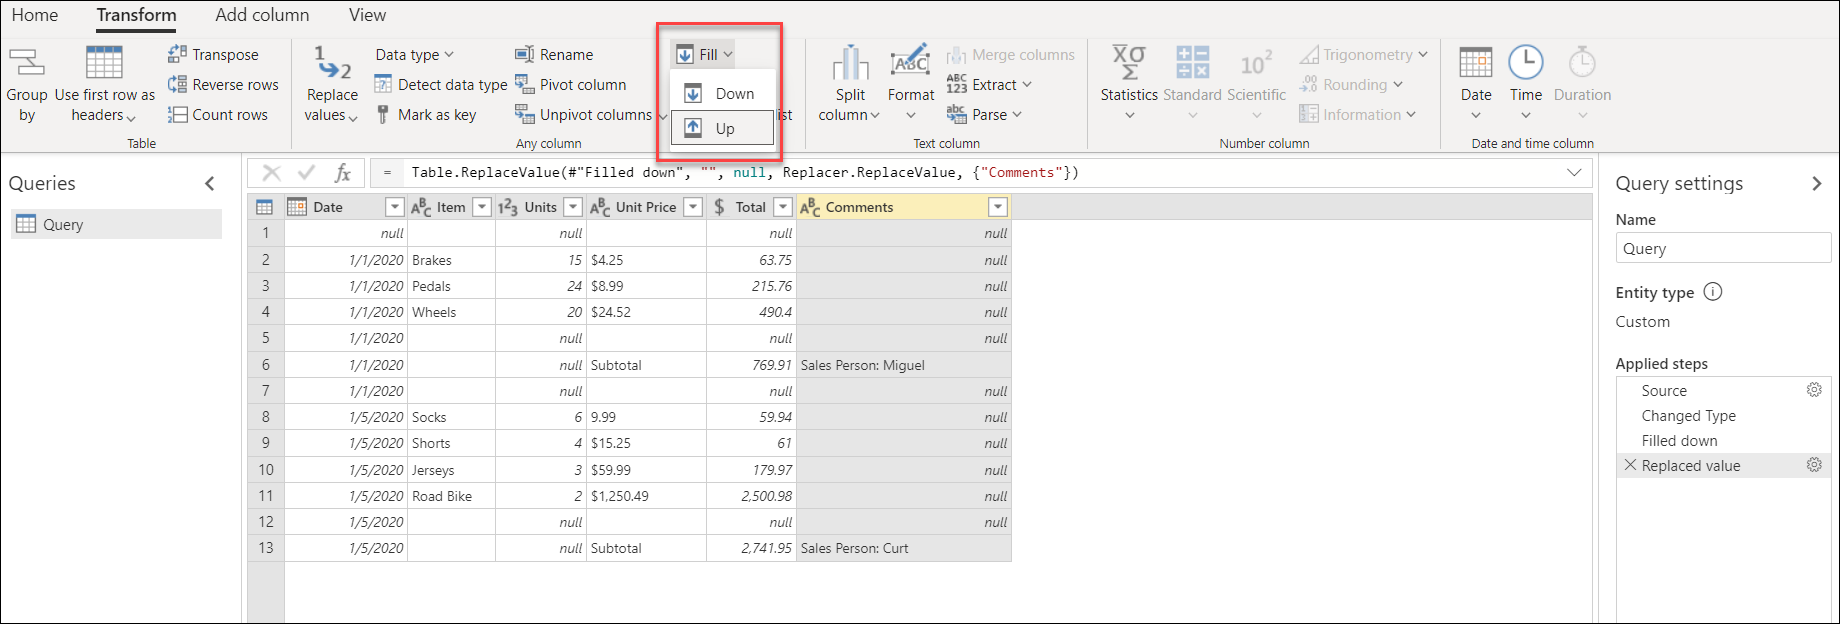 Home Transform Add column View
Group by
Use first row as headers
Transpose
Reverse rows
Count rows
Table
Replace values
Data type
Detect data type
Mark as key
Rename
Pivot column
Unpivot columns
Any column
Fill
Down
Up
Split column
Format
Merge columns
Extract
Parse
Text column
Statistics
Standard
Scientific
Trigonometry
Rounding
Information
Number column
Date
Time
Duration
Date and time column
Queries
Query
= Table.ReplaceValue(#"Filled down", "", null, Replacer.ReplaceValue, {"Comments"})
Date Item Units Unit Price Total Comments
1 null null null null
2 1/1/2020 Brakes 15 $4.25 63.75 null
3 1/1/2020 Pedals 24 $8.99 215.76 null
4 1/1/2020 Wheels 20 $24.52 490.4 null
5 1/1/2020 null null null
6 1/1/2020 null Subtotal 769.91 Sales Person: Miguel
7 1/1/2020 null null null
8 1/5/2020 Socks 6 9.99 59.94 null
9 1/5/2020 Shorts 4 $15.25 61 null
10 1/5/2020 Jerseys 3 $59.99 179.97 null
11 1/5/2020 Road Bike 2 $1,250.49 2,500.98 null
12 1/5/2020 null null null
13 1/5/2020 null Subtotal 2,741.95 Sales Person: Curt
Query settings
Name
Query
Entity type
Custom
Applied steps
Source
Changed Type
Filled down
Replaced value